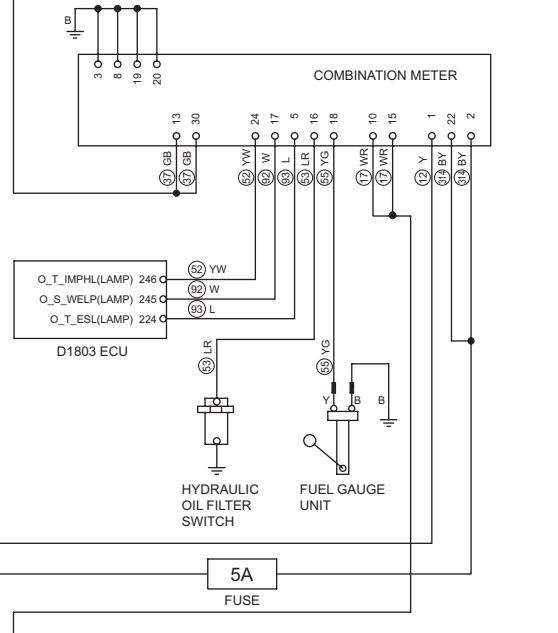 B
3 8 19 20
COMBINATION METER
13 30 24 17 5 16 18 10 15 1 22 2
37 GB 37 GB 52 YW 92 W 93 L 53 LR 55 YG 17 WR 17 WR 12 Y 314 BY 314 BY
O_T_IMPHL(LAMP) 246 52 YW
O_S_WELP(LAMP) 245 92 W
O_T_ESL(LAMP) 224 93 L
D1803 ECU
53 LR 55 YG
Y B B
HYDRAULIC
OIL FILTER
SWITCH
FUEL GAUGE
UNIT
5A
FUSE